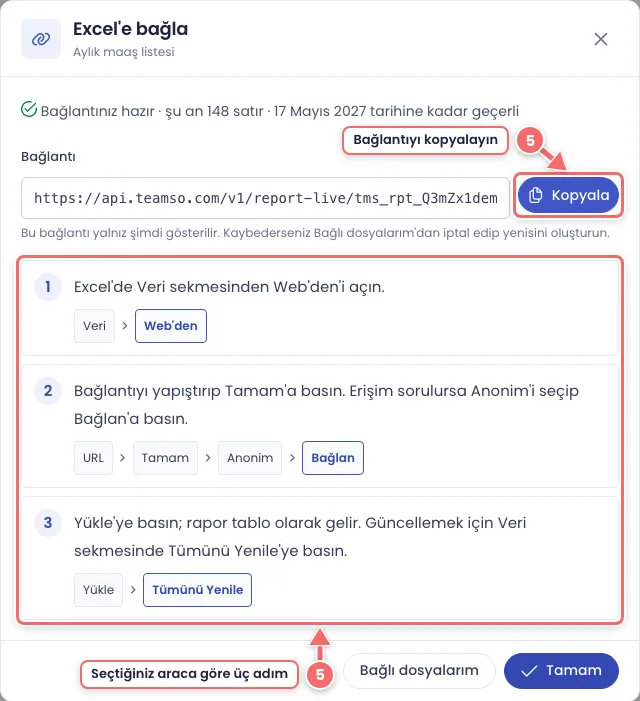 Excel'e bağla
Aylık maaş listesi
Bağlantınız hazır · şu an 148 satır · 17 Mayıs 2027 tarihine kadar geçerli
Bağlantıyı kopyalayın
5
Bağlantı
https://api.teamso.com/v1/report-live/tms_rpt_Q3mZx1dem
Kopyala
Bu bağlantı yalnız şimdi gösterilir. Kaybederseniz Bağlı dosyalarım'dan iptal edip yenisini oluşturun.
1
Excel'de Veri sekmesinden Web'den'i açın.
Veri > Web'den
2
Bağlantıyı yapıştırıp Tamam'a basın. Erişim sorulursa Anonim'i seçip
Bağlan'a basın.
URL > Tamam > Anonim > Bağlan
3
Yükle'ye basın; rapor tablo olarak gelir. Güncellemek için Veri
sekmesinde Tümünü Yenile'ye basın.
Yükle > Tümünü Yenile
Seçtiğiniz araca göre üç adım
5
Bağlı dosyalarım
Tamam